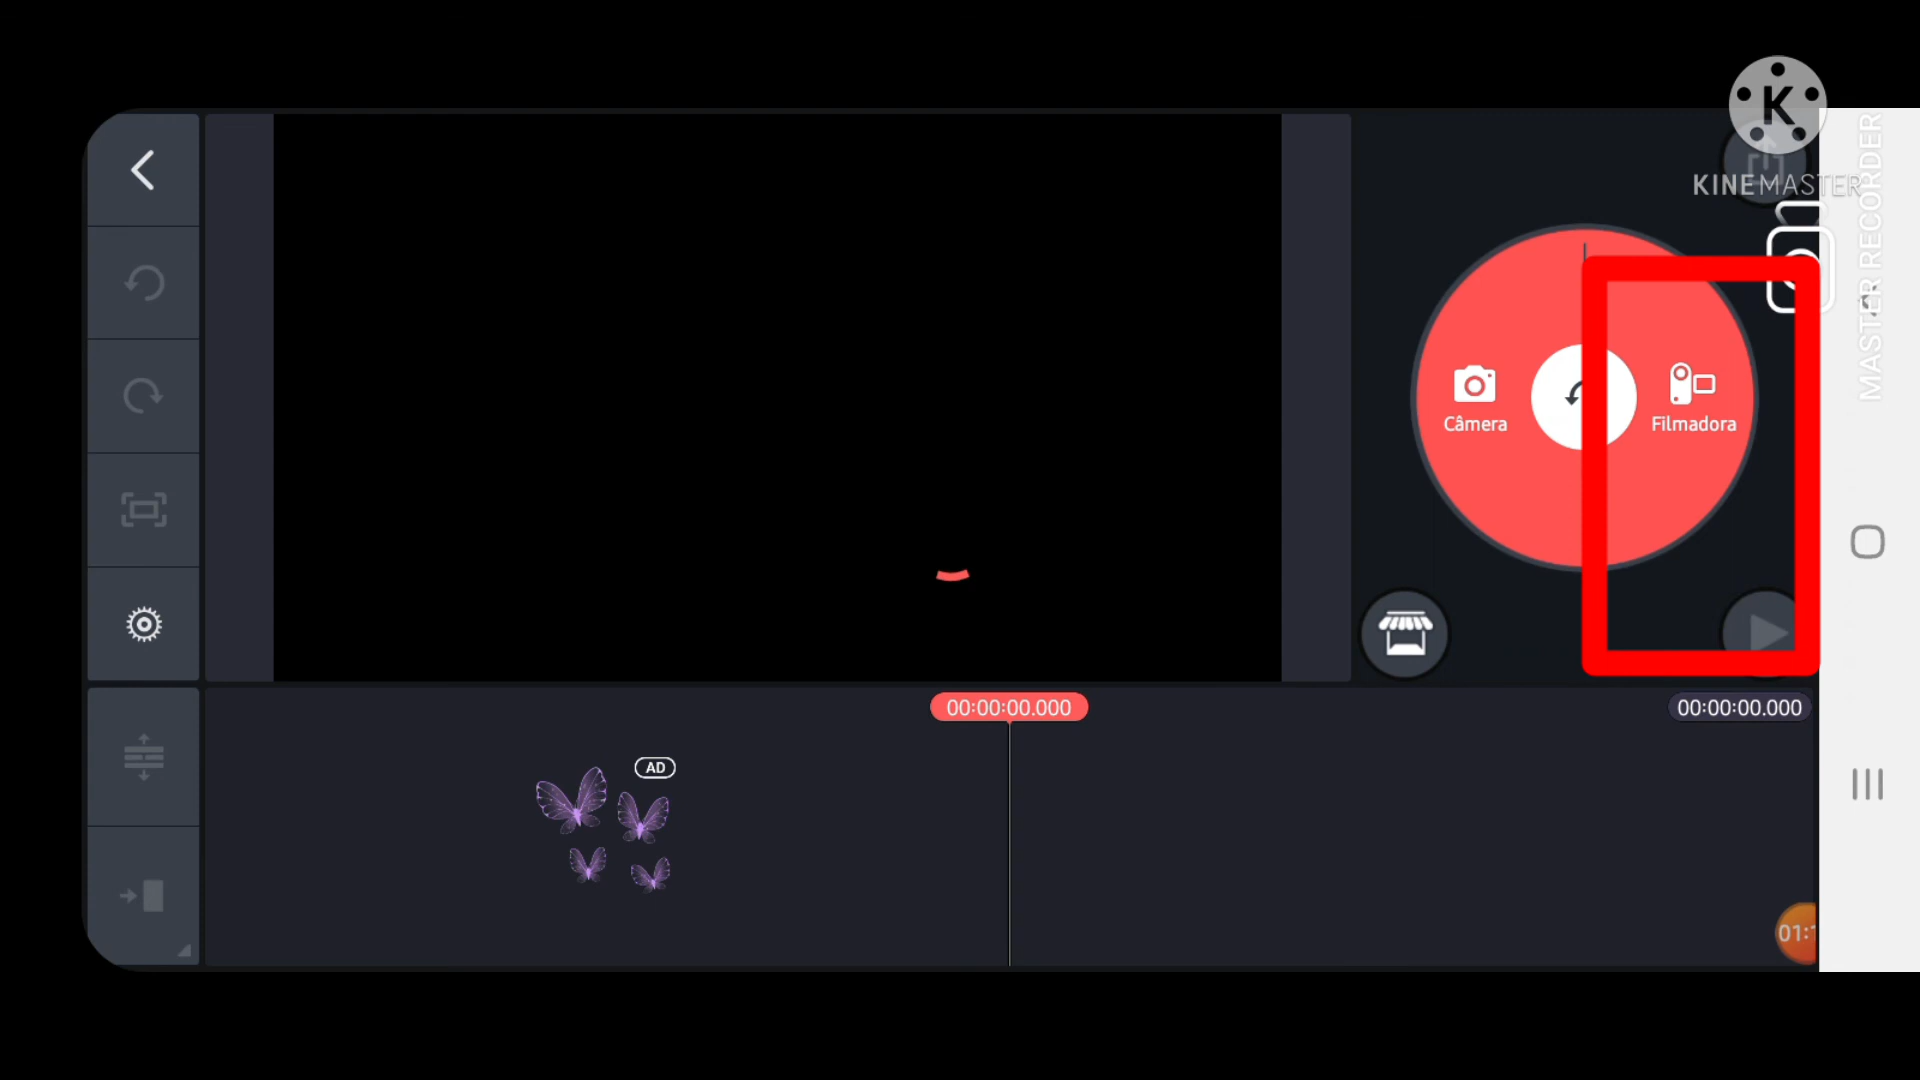 K
KINEMASTER
MASTER RECORDER
Câmera
Filmadora
00:00:00.000
00:00:00.000
AD